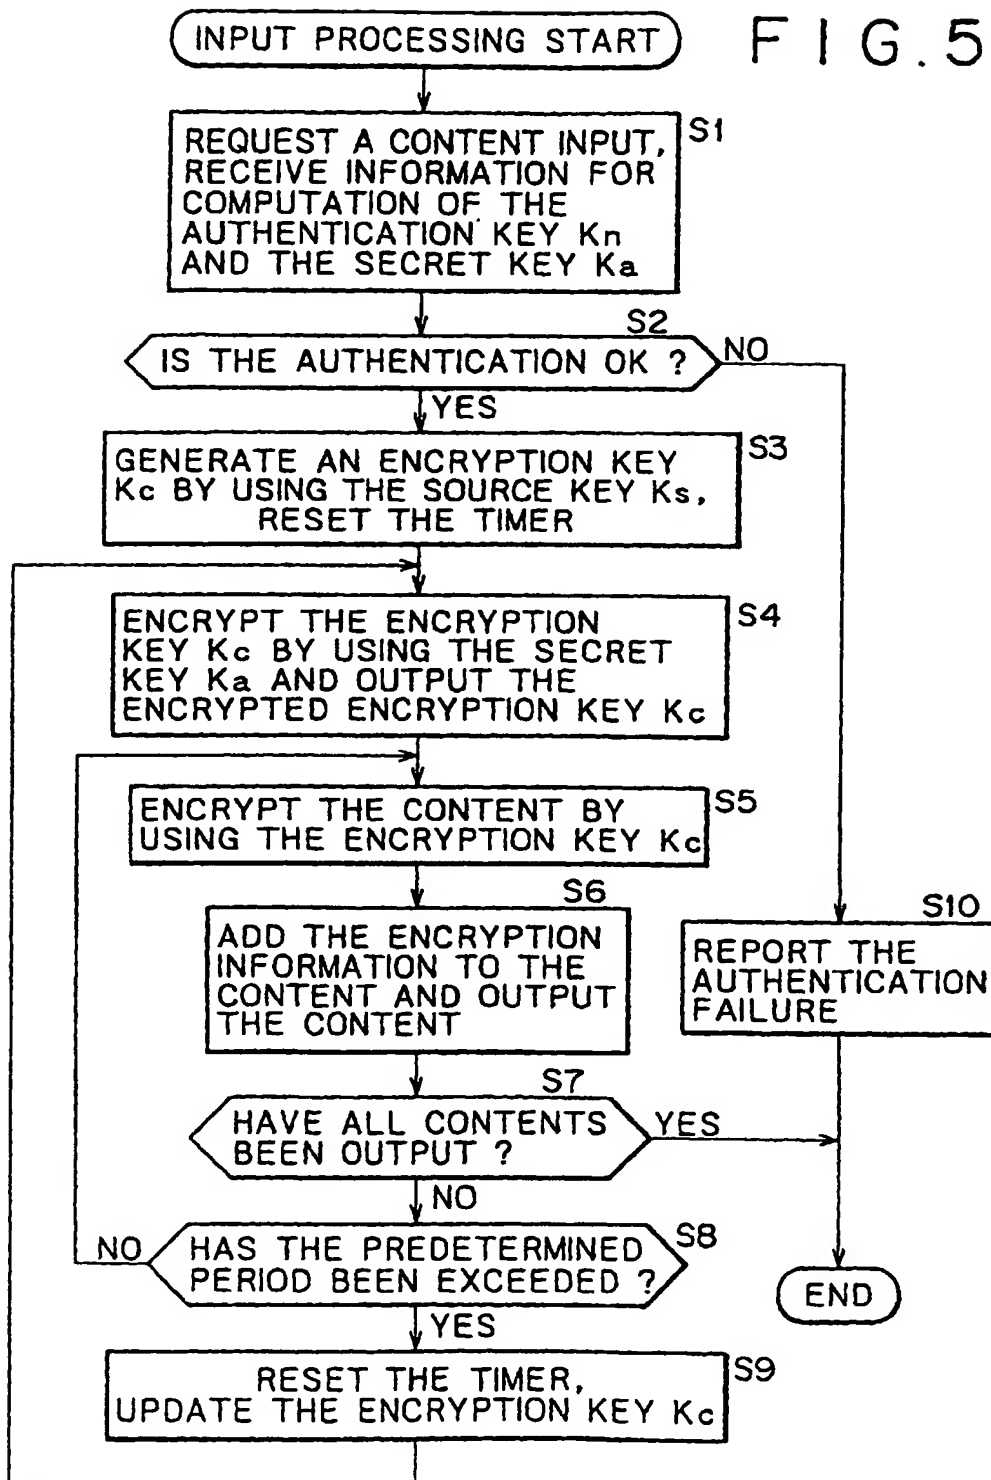 INPUT PROCESSING START
FIG.5
S1
REQUEST A CONTENT INPUT,
RECEIVE INFORMATION FOR
COMPUTATION OF THE
AUTHENTICATION KEY Kn
AND THE SECRET KEY Ka
S2
IS THE AUTHENTICATION OK ?
NO
YES
S3
GENERATE AN ENCRYPTION KEY
Kc BY USING THE SOURCE KEY Ks,
RESET THE TIMER
S4
ENCRYPT THE ENCRYPTION
KEY Kc BY USING THE SECRET
KEY Ka AND OUTPUT THE
ENCRYPTED ENCRYPTION KEY Kc
S5
ENCRYPT THE CONTENT BY
USING THE ENCRYPTION KEY Kc
S6
ADD THE ENCRYPTION
INFORMATION TO THE
CONTENT AND OUTPUT
THE CONTENT
S10
REPORT THE
AUTHENTICATION
FAILURE
S7
HAVE ALL CONTENTS
BEEN OUTPUT ?
YES
NO
S8
HAS THE PREDETERMINED
PERIOD BEEN EXCEEDED ?
NO
YES
END
S9
RESET THE TIMER,
UPDATE THE ENCRYPTION KEY Kc